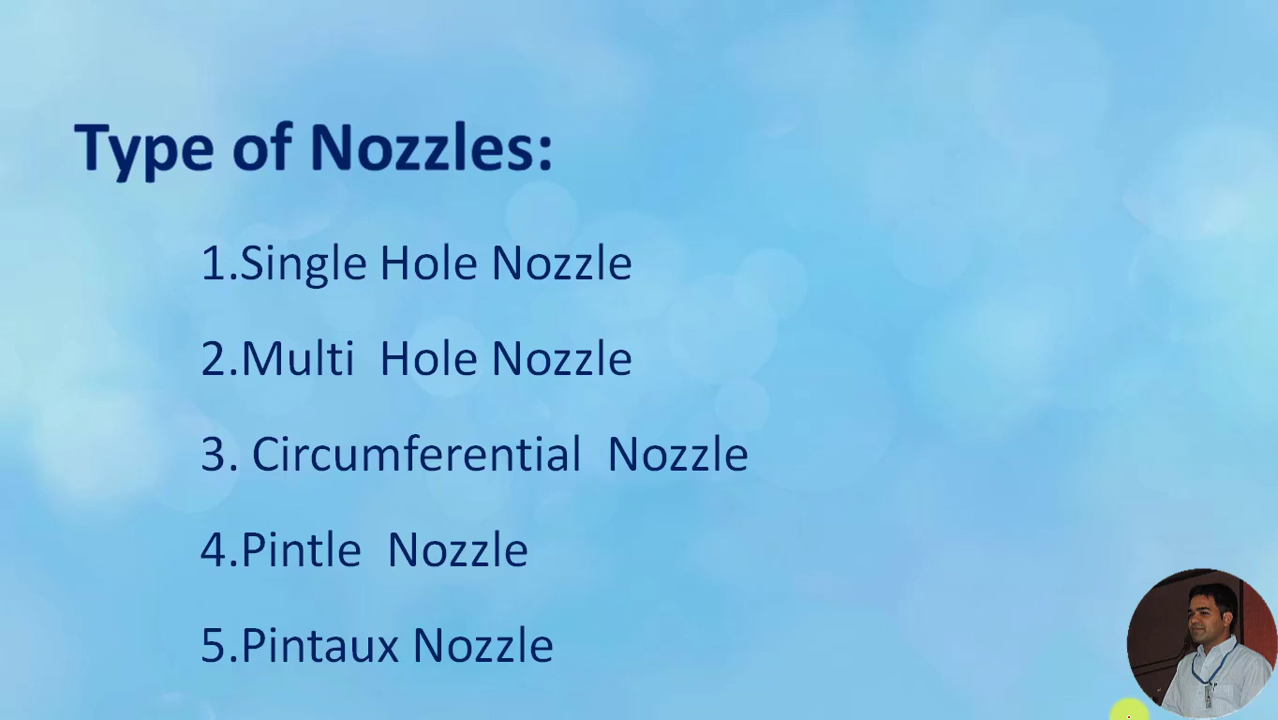 Type of Nozzles:
1.Single Hole Nozzle
2.Multi  Hole Nozzle
3. Circumferential  Nozzle
4.Pintle  Nozzle
5.Pintaux Nozzle